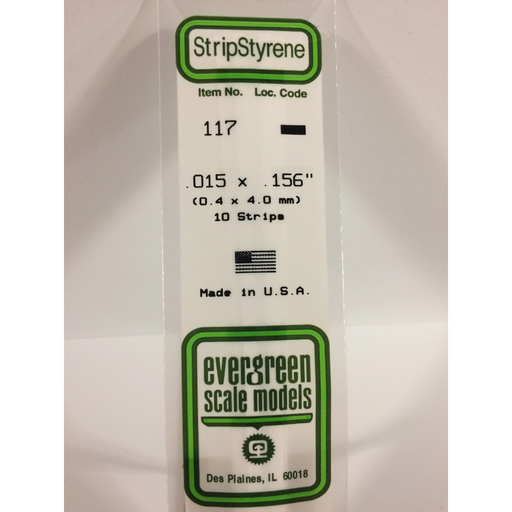 StripStyrene
Item No. Loc. Code
117
.015 x .156"
(0.4 x 4.0 mm)
10 Strips
Made in U.S.A.
evergreen
scale models
Des Plaines, IL 60018